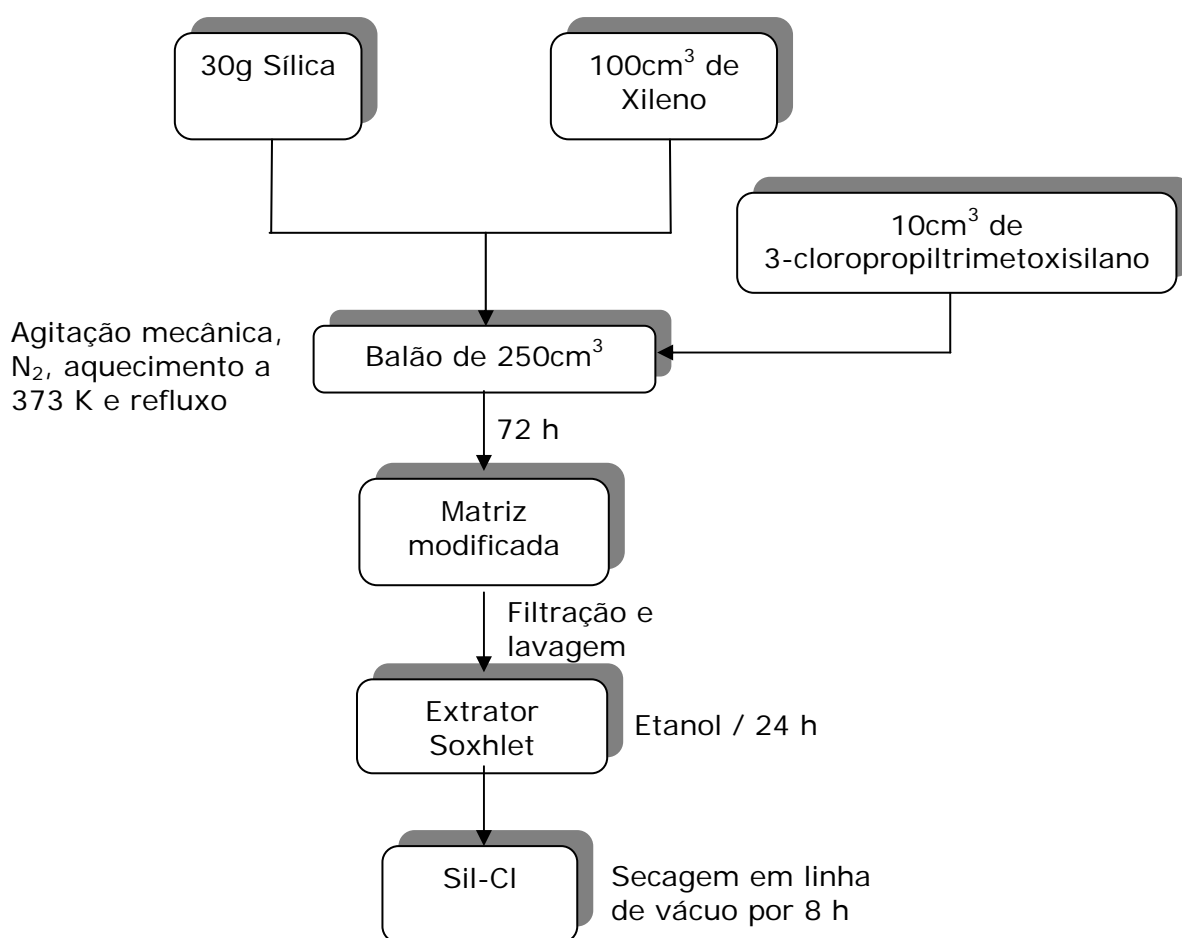 30g Sílica
100cm³ de
Xileno
10cm³ de
3-cloropropiltrimetoxisilano
Agitação mecânica,
N₂, aquecimento a
373 K e refluxo
Balão de 250cm³
72 h
Matriz
modificada
Filtração e
lavagem
Extrator
Soxhlet
Etanol / 24 h
Sil-Cl
Secagem em linha
de vácuo por 8 h